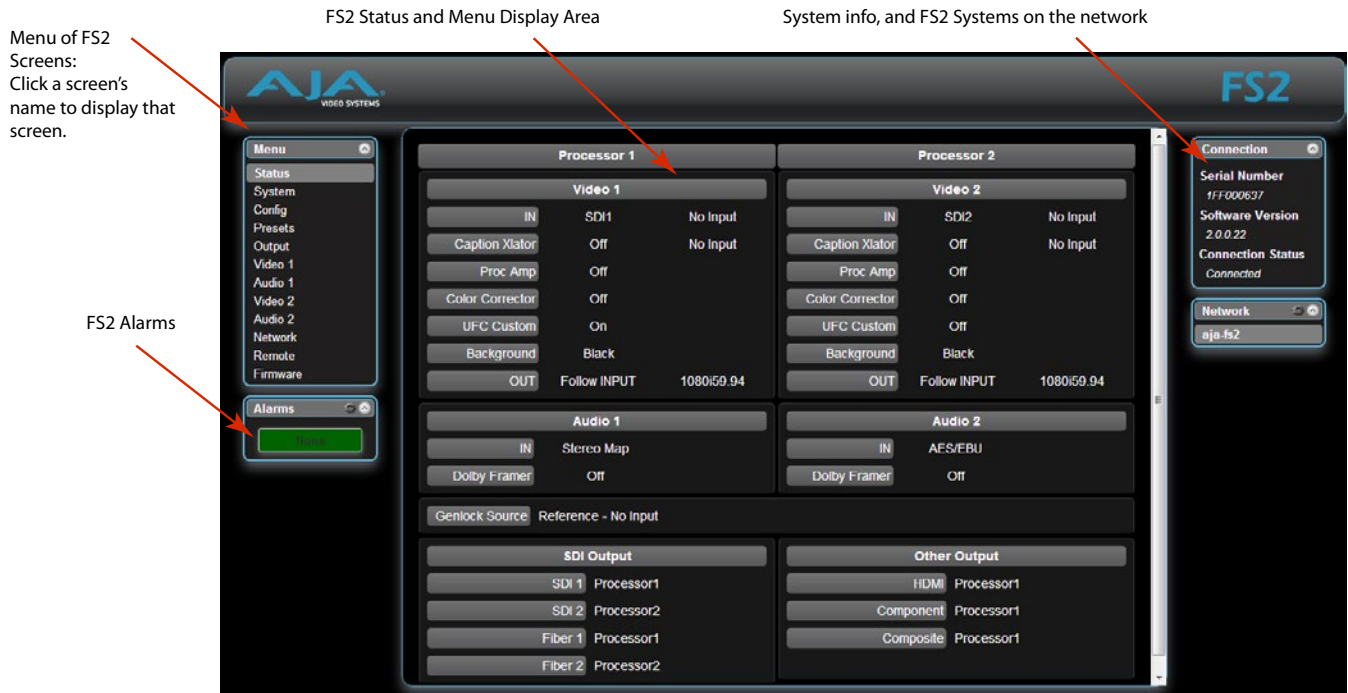 FS2 Status and Menu Display Area
System info, and FS2 Systems on the network
Menu of FS2
Screens:
Click a screen's
name to display that
screen.
FS2 Alarms
AJA
VIDEO SYSTEMS
FS2
Menu
Status
System
Config
Presets
Output
Video 1
Audio 1
Video 2
Audio 2
Network
Remote
Firmware
Alarms
None
Processor 1
Video 1
IN SDI1 No Input
Caption Xlator Off No Input
Proc Amp Off
Color Corrector Off
UFC Custom On
Background Black
OUT Follow INPUT 1080i59.94
Audio 1
IN Stereo Map
Dolby Framer Off
Processor 2
Video 2
IN SDI2 No Input
Caption Xlator Off No Input
Proc Amp Off
Color Corrector Off
UFC Custom Off
Background Black
OUT Follow INPUT 1080i59.94
Audio 2
IN AES/EBU
Dolby Framer Off
Genlock Source Reference - No Input
SDI Output
SDI 1 Processor1
SDI 2 Processor2
Fiber 1 Processor1
Fiber 2 Processor2
Other Output
HDMI Processor1
Component Processor1
Composite Processor1
Connection
Serial Number
1FF000637
Software Version
2.0.0.22
Connection Status
Connected
Network
aja-fs2